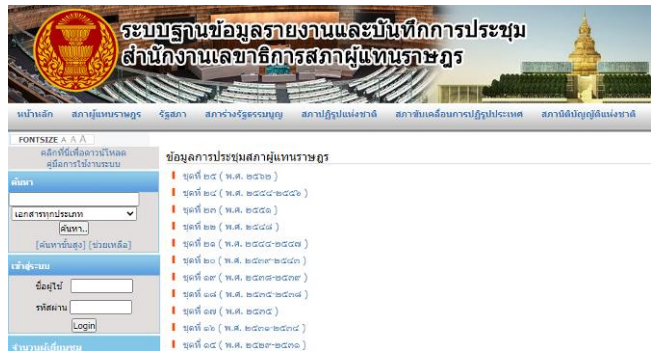 ระบบฐานข้อมูลรายงานและบันทึกการประชุม
สำนักงานเลขาธิการสภาผู้แทนราษฎร
หน้าหลัก สภาผู้แทนราษฎร รัฐสภา สภาร่างรัฐธรรมนูญ สภาปฏิรูปแห่งชาติ สภาขับเคลื่อนการปฏิรูปประเทศ สภานิติบัญญัติแห่งชาติ
FONTSIZE A A A
คลิกที่นี่เพื่อดาวน์โหลด
คู่มือการใช้งานระบบ
ค้นหา
เอกสารทุกประเภท
ค้นหา..
[ค้นหาขั้นสูง] [ช่วยเหลือ]
เข้าสู่ระบบ
ชื่อผู้ใช้
รหัสผ่าน
Login
จำนวนผู้เยี่ยมชม
ข้อมูลการประชุมสภาผู้แทนราษฎร
ชุดที่ ๒๕ ( พ.ศ. ๒๕๖๒ )
ชุดที่ ๒๔ ( พ.ศ. ๒๕๕๔-๒๕๕๖ )
ชุดที่ ๒๓ ( พ.ศ. ๒๕๕๑ )
ชุดที่ ๒๒ ( พ.ศ. ๒๕๔๘ )
ชุดที่ ๒๑ ( พ.ศ. ๒๕๔๔-๒๕๔๗ )
ชุดที่ ๒๐ ( พ.ศ. ๒๕๓๙-๒๕๔๓ )
ชุดที่ ๑๙ ( พ.ศ. ๒๕๓๘-๒๕๓๙ )
ชุดที่ ๑๘ ( พ.ศ. ๒๕๓๕-๒๕๓๘ )
ชุดที่ ๑๗ ( พ.ศ. ๒๕๓๕ )
ชุดที่ ๑๖ ( พ.ศ. ๒๕๓๑-๒๕๓๔ )
ชุดที่ ๑๕ ( พ.ศ. ๒๕๒๙-๒๕๓๑ )